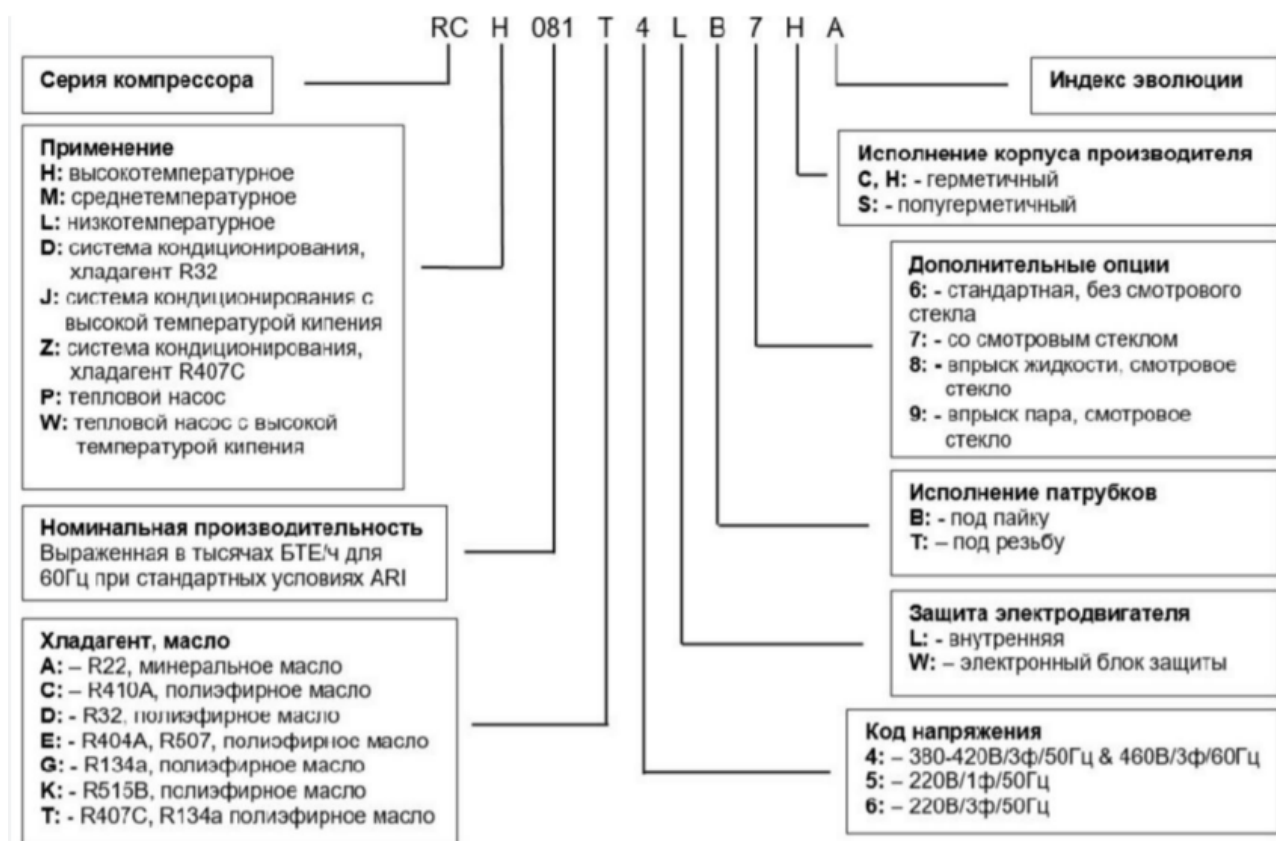 RC H 081 T 4 L B 7 H A
Серия компрессора
Применение
H: высокотемпературное
M: среднетемпературное
L: низкотемпературное
D: система кондиционирования,
хладагент R32
J: система кондиционирования с
высокой температурой кипения
Z: система кондиционирования,
хладагент R407C
P: тепловой насос
W: тепловой насос с высокой
температурой кипения
Номинальная производительность
Выраженная в тысячах БТЕ/ч для
60Гц при стандартных условиях ARI
Хладагент, масло
A: – R22, минеральное масло
C: – R410A, полиэфирное масло
D: - R32, полиэфирное масло
E: - R404A, R507, полиэфирное масло
G: - R134a, полиэфирное масло
K: - R515B, полиэфирное масло
T: - R407C, R134a полиэфирное масло
Индекс эволюции
Исполнение корпуса производителя
C, H: - герметичный
S: - полугерметичный
Дополнительные опции
6: - стандартная, без смотрового
стекла
7: - со смотровым стеклом
8: - впрыск жидкости, смотровое
стекло
9: - впрыск пара, смотровое
стекло
Исполнение патрубков
B: - под пайку
T: – под резьбу
Защита электродвигателя
L: - внутренняя
W: – электронный блок защиты
Код напряжения
4: – 380-420В/3ф/50Гц & 460В/3ф/60Гц
5: – 220В/1ф/50Гц
6: – 220В/3ф/50Гц